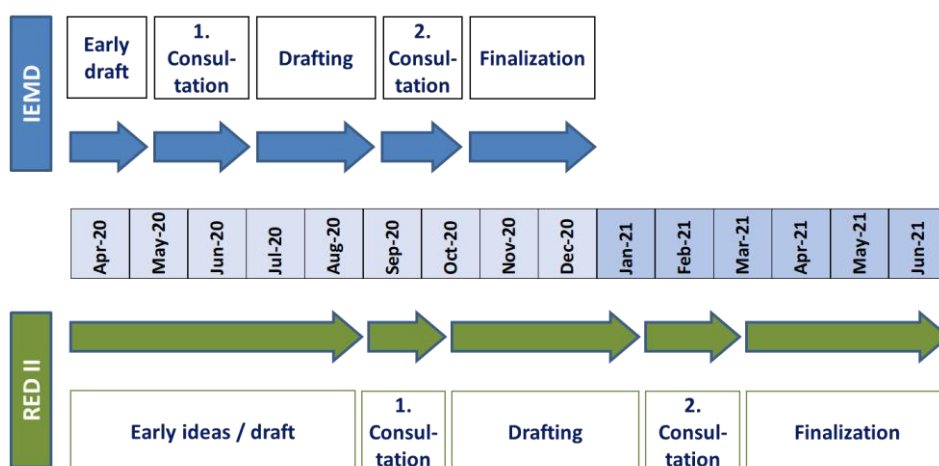 IEMD
Early
draft
1.
Consul-
tation
Drafting
2.
Consul-
tation
Finalization
Apr-20
May-20
Jun-20
Jul-20
Aug-20
Sep-20
Oct-20
Nov-20
Dec-20
Jan-21
Feb-21
Mar-21
Apr-21
May-21
Jun-21
RED II
Early ideas / draft
1.
Consul-
tation
Drafting
2.
Consul-
tation
Finalization